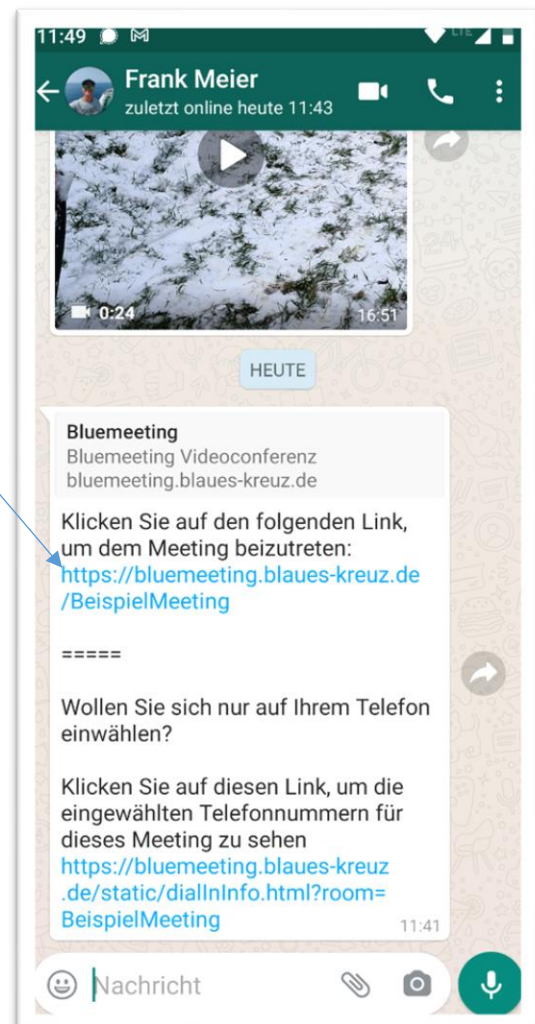 11:49
LTE
Frank Meier
zuletzt online heute 11:43
0:24
16:51
HEUTE
Bluemeeting
Bluemeeting Videoconferenz
bluemeeting.blaues-kreuz.de
Klicken Sie auf den folgenden Link,
um dem Meeting beizutreten:
https://bluemeeting.blaues-kreuz.de
/BeispielMeeting
=====
Wollen Sie sich nur auf Ihrem Telefon
einwählen?
Klicken Sie auf diesen Link, um die
eingewählten Telefonnummern für
dieses Meeting zu sehen
https://bluemeeting.blaues-kreuz
.de/static/dialInInfo.html?room=
BeispielMeeting
11:41
Nachricht